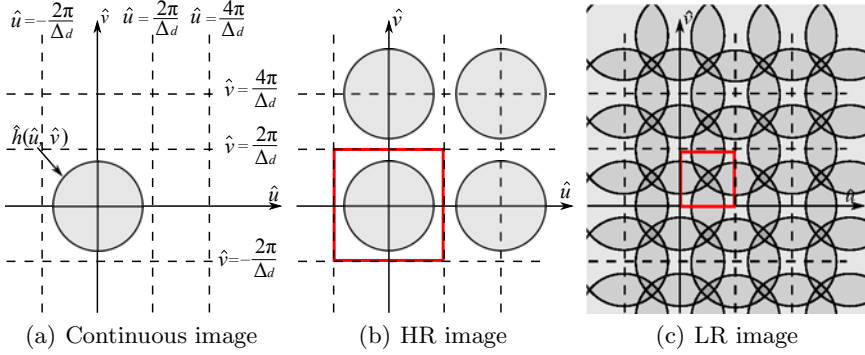 û=-2π/Δd v̂ û=2π/Δd û=4π/Δd
v̂=4π/Δd
ĥ(û, v̂)
v̂=2π/Δd
û
v̂=-2π/Δd
(a) Continuous image
v̂
û
(b) HR image
v̂
û
(c) LR image